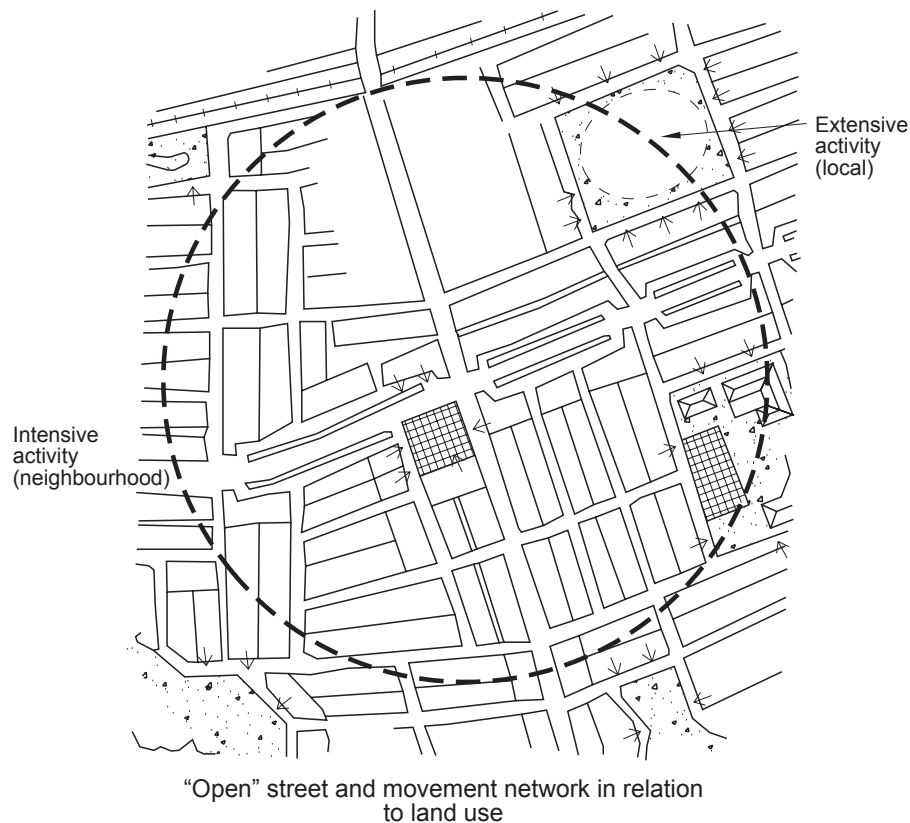 Extensive
activity
(local)
Intensive
activity
(neighbourhood)
“Open” street and movement network in relation
to land use